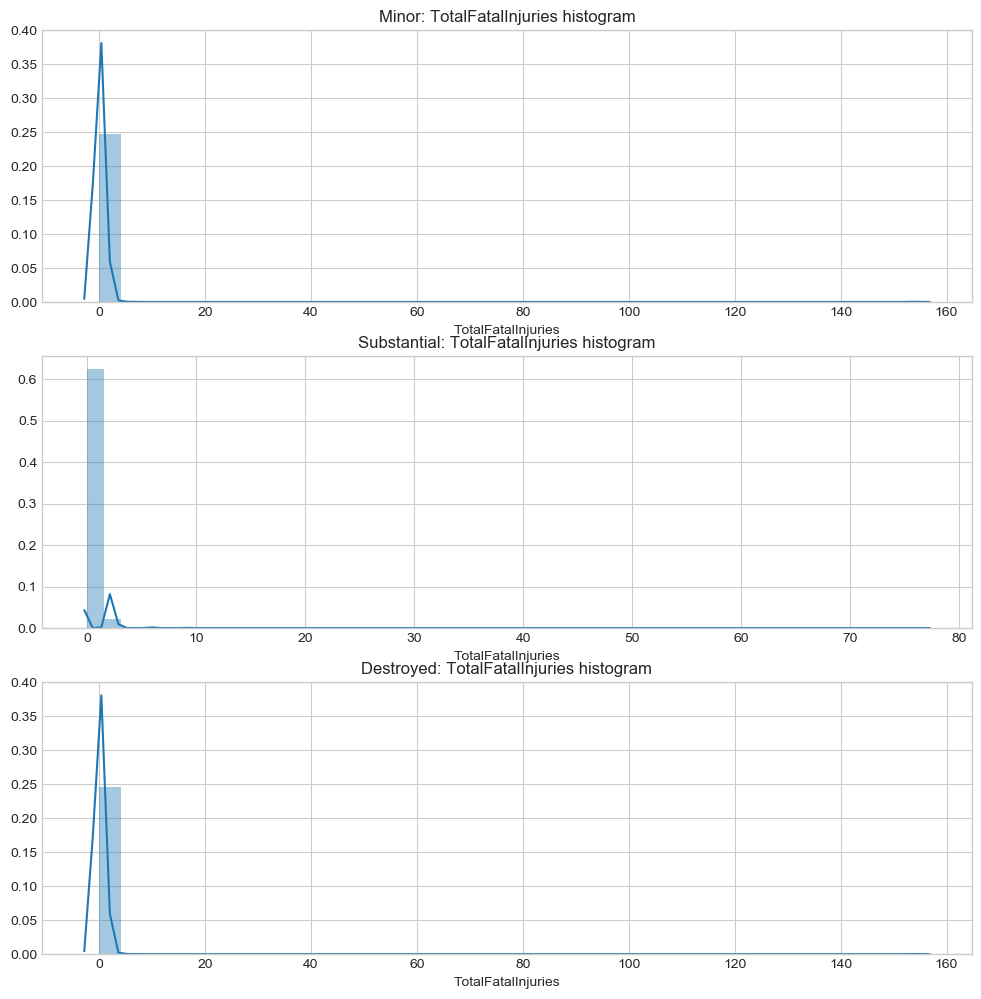 Minor: TotalFatalInjuries histogram
0.40
0.35
0.30
0.25
0.20
0.15
0.10
0.05
0.00
0 20 40 60 80 100 120 140 160
TotalFatalInjuries
Substantial: TotalFatalInjuries histogram
0.6
0.5
0.4
0.3
0.2
0.1
0.0
0 10 20 30 40 50 60 70 80
TotalFatalInjuries
Destroyed: TotalFatalInjuries histogram
0.40
0.35
0.30
0.25
0.20
0.15
0.10
0.05
0.00
0 20 40 60 80 100 120 140 160
TotalFatalInjuries